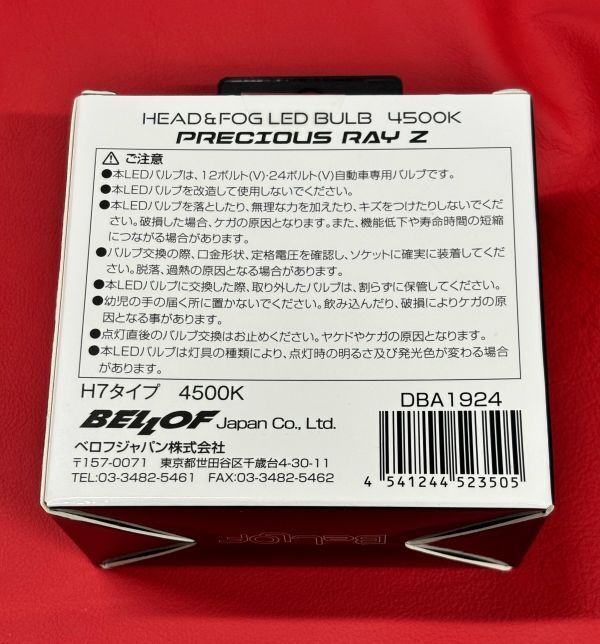 HEAD&FOG LED BULB 4500K
PRECIOUS RAY Z
⚠ ご注意
●本LEDバルブは、12ボルト(V)・24ボルト(V)自動車専用バルブです。
●本LEDバルブを改造して使用しないでください。
●本LEDバルブを落としたり、無理な力を加えたり、キズをつけたりしないでくだ
さい。破損した場合、ケガの原因となります。また、機能低下や寿命時間の短縮
につながる場合があります。
●バルブ交換の際、口金形状、定格電圧を確認し、ソケットに確実に装着してくだ
さい。脱落、過熱の原因となる場合があります。
●本LEDバルブに交換した際、取り外したバルブは、割らずに保管してください。
●幼児の手の届く所に置かないでください。飲み込んだり、破損によりケガの原
因となる事があります。
●点灯直後のバルブ交換はお止めください。ヤケドやケガの原因となります。
●本LEDバルブは灯具の種類により、点灯時の明るさ及び発光色が変わる場合
があります。
H7タイプ 4500K
DBA1924
BELLOF Japan Co., Ltd.
ベロフジャパン株式会社
〒157-0071 東京都世田谷区千歳台4-30-11
TEL:03-3482-5461 FAX:03-3482-5462
4 541244 523505
BELLOF